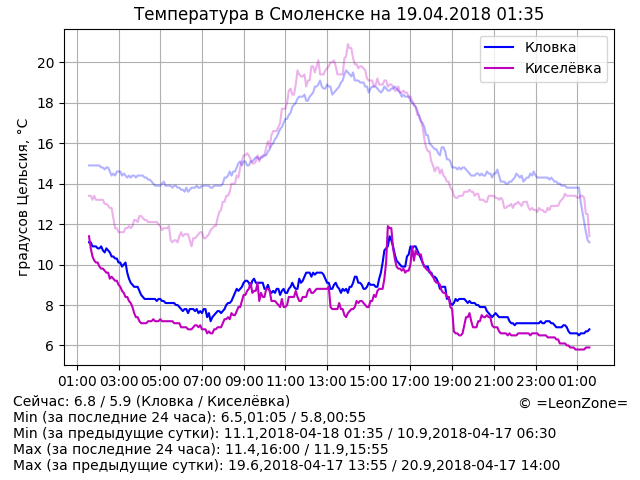 Температура в Смоленске на 19.04.2018 01:35
Кловка
Киселёвка
градусов Цельсия, °C
20
18
16
14
12
10
8
6
01:00 03:00 05:00 07:00 09:00 11:00 13:00 15:00 17:00 19:00 21:00 23:00 01:00
Сейчас: 6.8 / 5.9 (Кловка / Киселёвка)
© =LeonZone=
Min (за последние 24 часа): 6.5,01:05 / 5.8,00:55
Min (за предыдущие сутки): 11.1,2018-04-18 01:35 / 10.9,2018-04-17 06:30
Max (за последние 24 часа): 11.4,16:00 / 11.9,15:55
Max (за предыдущие сутки): 19.6,2018-04-17 13:55 / 20.9,2018-04-17 14:00